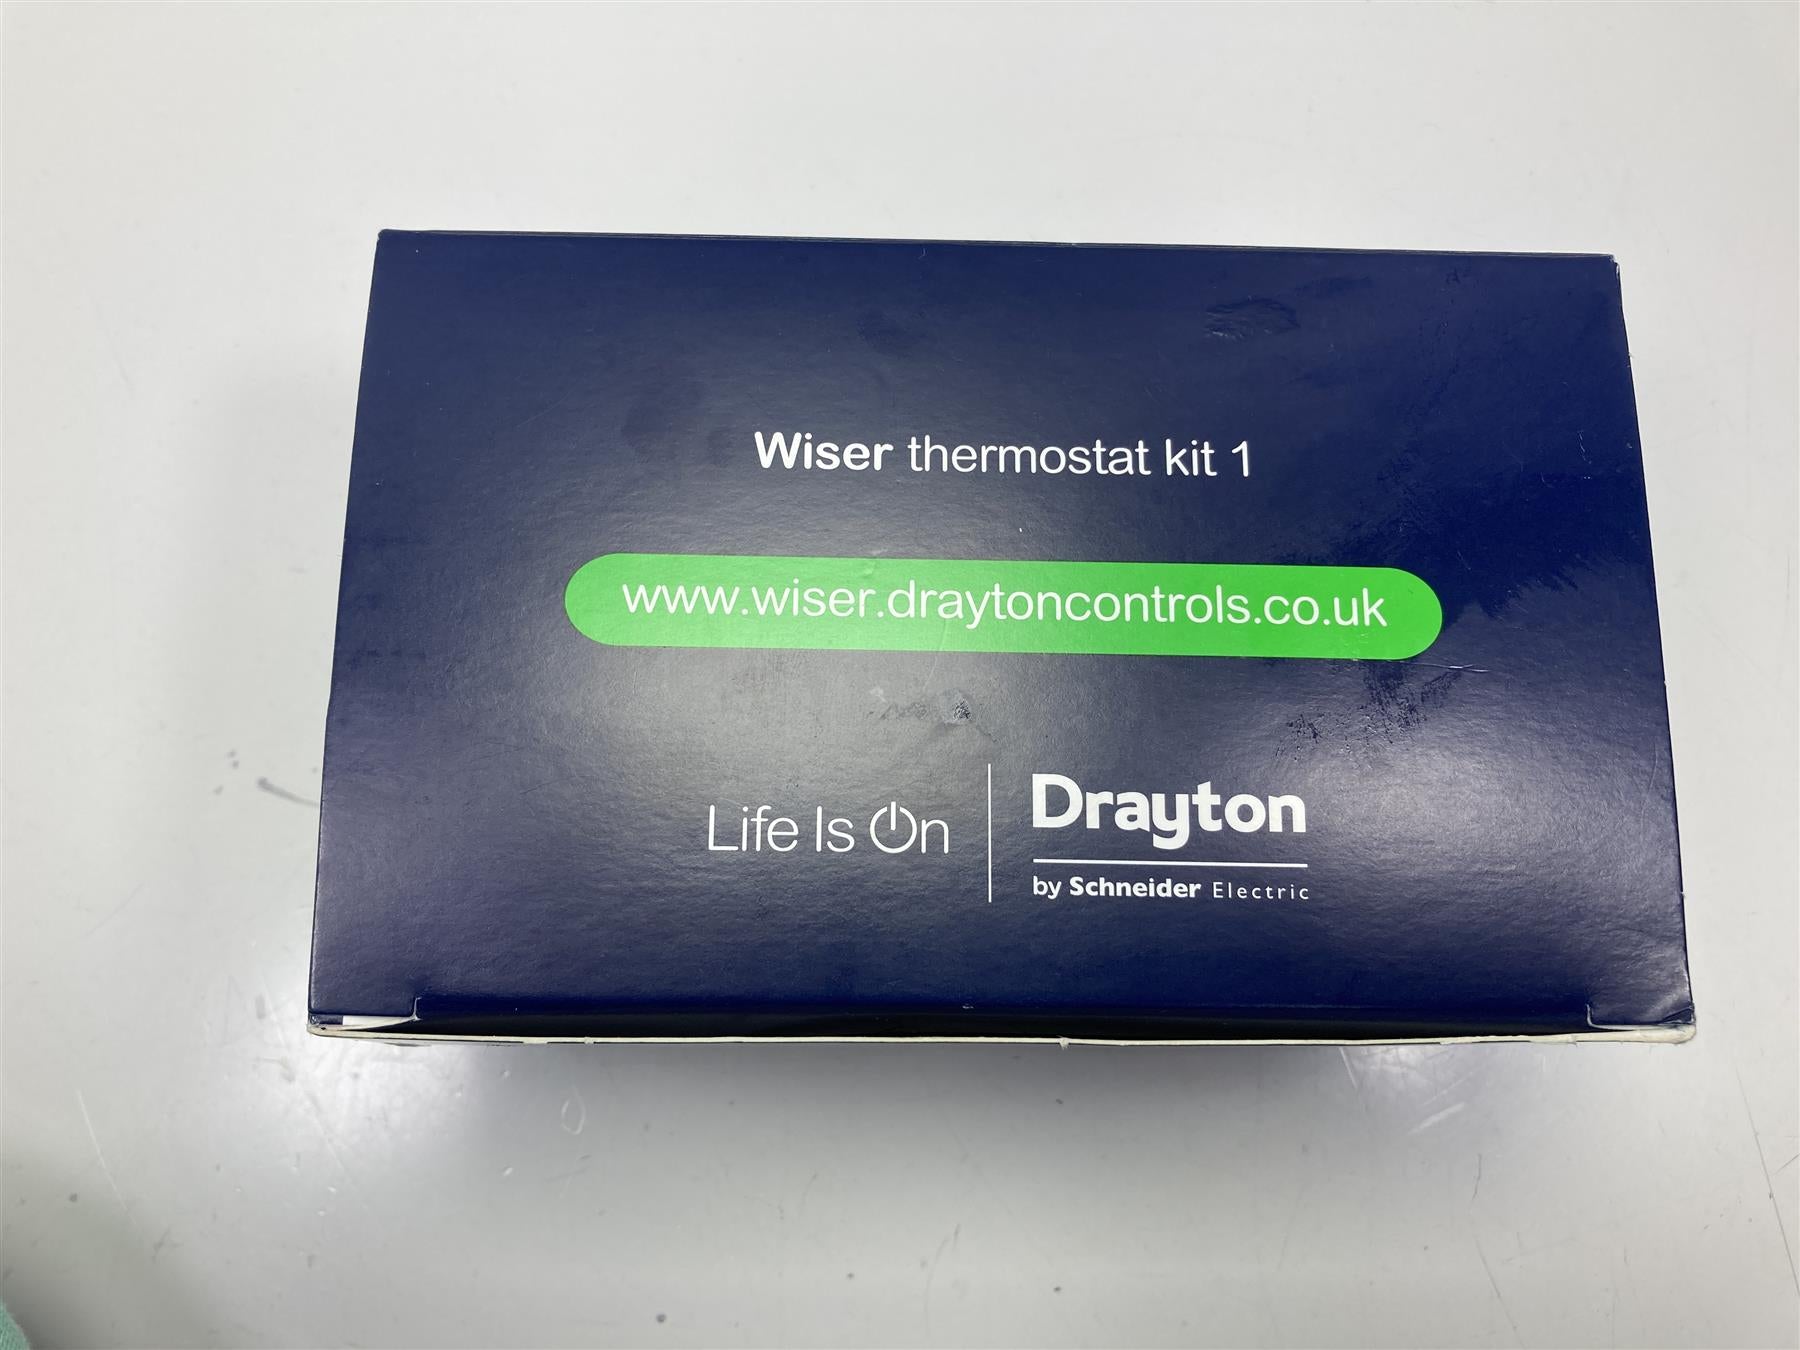 Wiser thermostat kit 1
www.wiser.draytoncontrols.co.uk
Life Is On
Drayton
by Schneider Electric